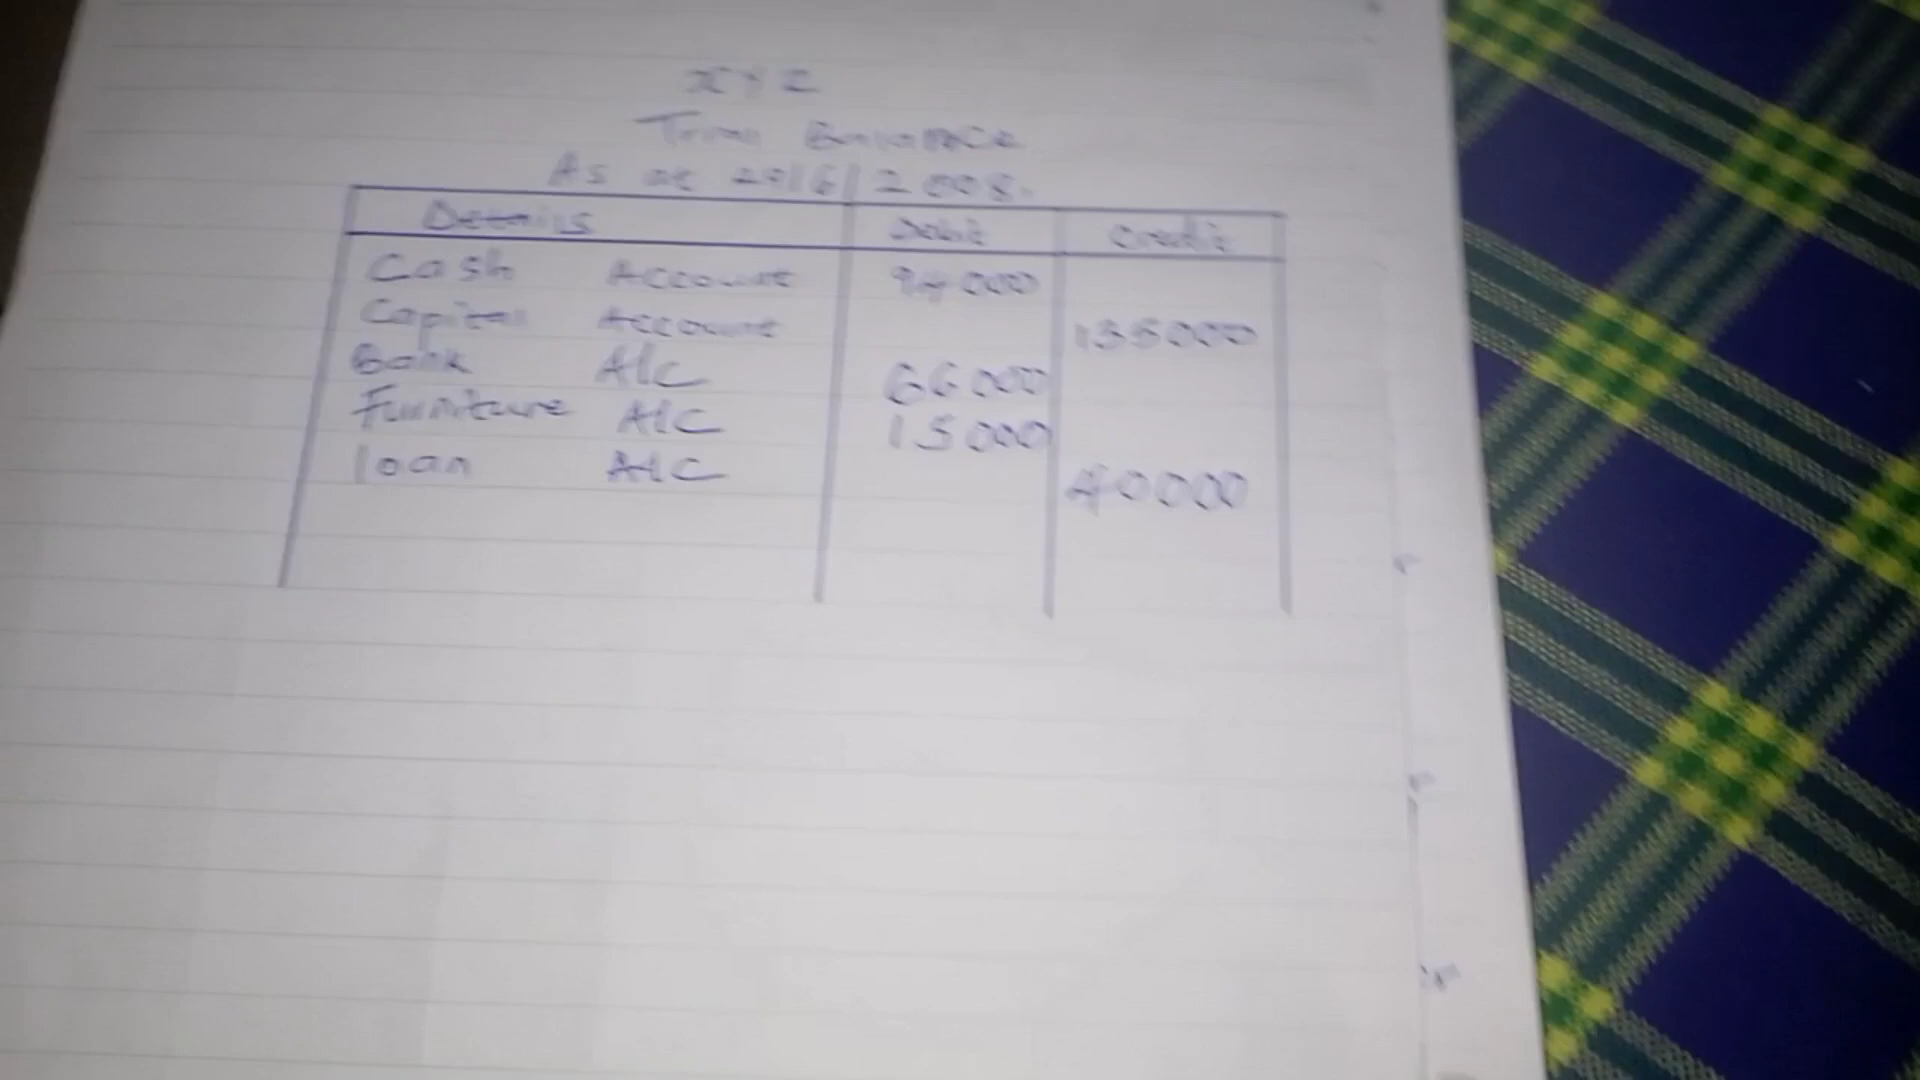 XYZ
Trial Balance
As at 29/6/2008.
Details Debit Credit
Cash Account 94000
Capital Account 135000
Bank A/C 66000
Furniture A/C 15000
loan A/C 40000